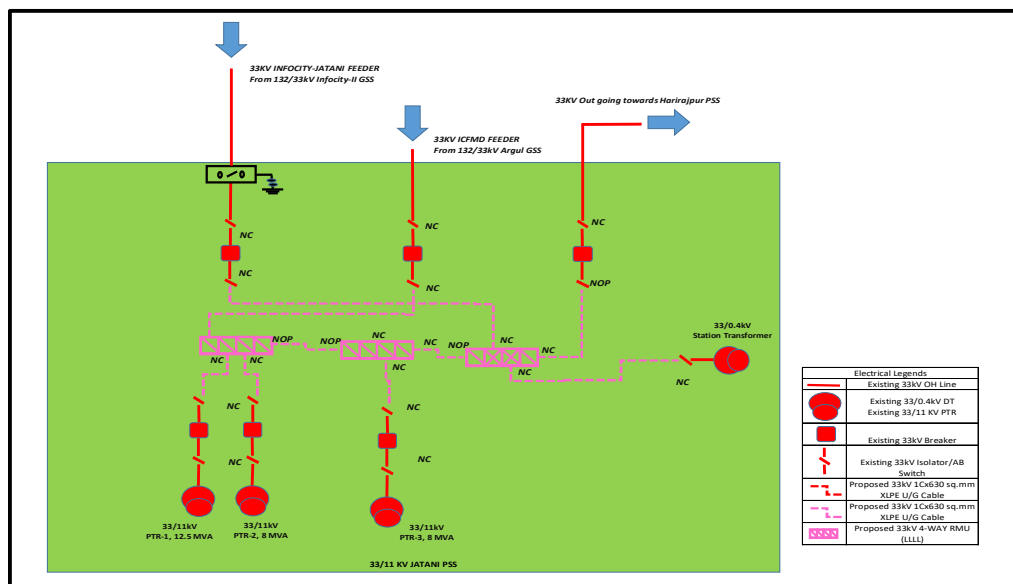 33KV INFOCITY-JATANI FEEDER
From 132/33kV Infocity-II GSS
33KV Out going towards Harirajpur PSS
33KV ICFMD FEEDER
From 132/33kV Argul GSS
NC
NC
NC
NC
NC
NOP
33/0.4kV
Station Transformer
NOP
NC
NOP
NC
NOP
NC
NC
NC
NC
NC
NC
NC
NC
NC
NC
NC
33/11kV
PTR-1, 12.5 MVA
33/11kV
PTR-2, 8 MVA
33/11kV
PTR-3, 8 MVA
33/11 KV JATANI PSS
Electrical Legends
Existing 33kV OH Line
Existing 33/0.4kV DT
Existing 33/11 KV PTR
Existing 33kV Breaker
Existing 33kV Isolator/AB
Switch
Proposed 33kV 1Cx630 sq.mm
XLPE U/G Cable
Proposed 33kV 1Cx630 sq.mm
XLPE U/G Cable
Proposed 33kV 4-WAY RMU
(LLLL)